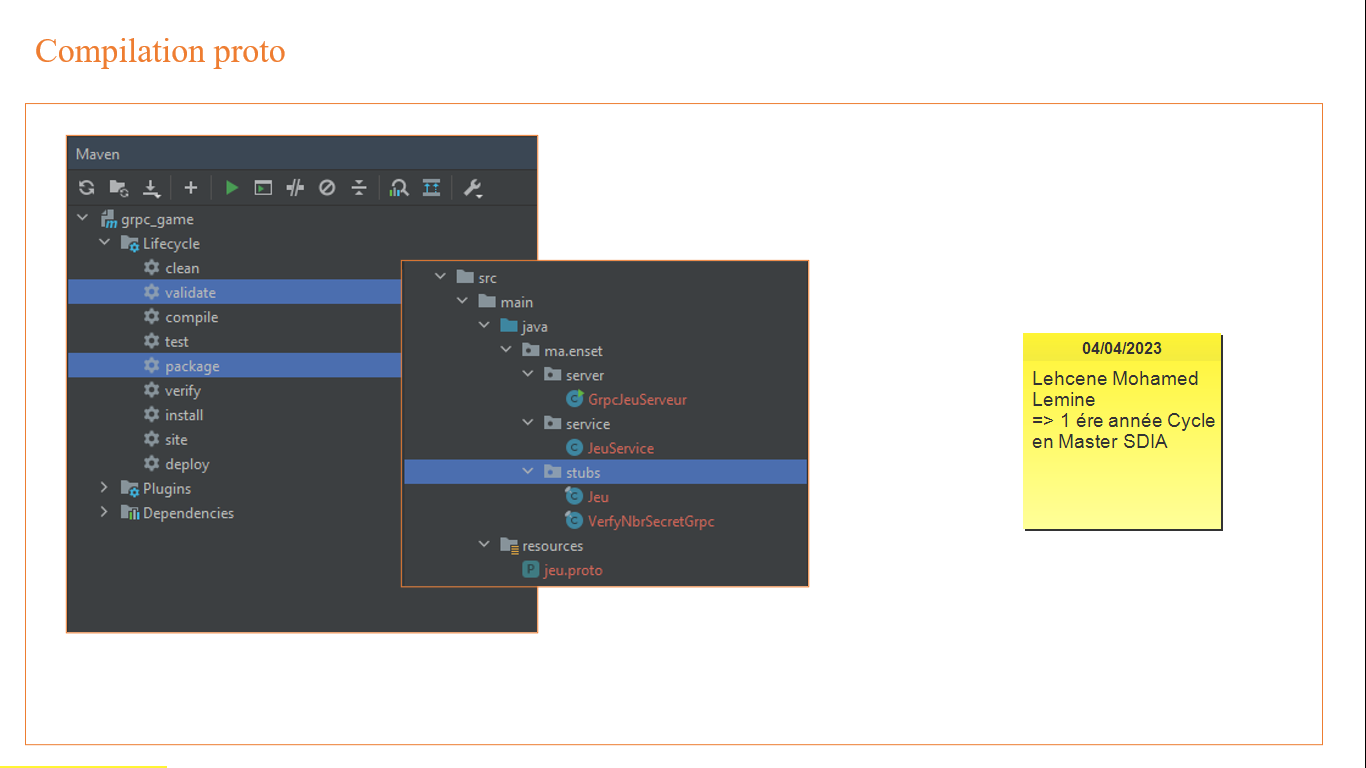 Compilation proto
Maven
grpc_game
Lifecycle
clean
validate
compile
test
package
verify
install
site
deploy
Plugins
Dependencies
src
main
java
ma.enset
server
GrpcJeuServeur
service
JeuService
stubs
Jeu
VerfyNbrSecretGrpc
resources
jeu.proto
04/04/2023
Lehcene Mohamed
Lemine
=> 1 ére année Cycle
en Master SDIA